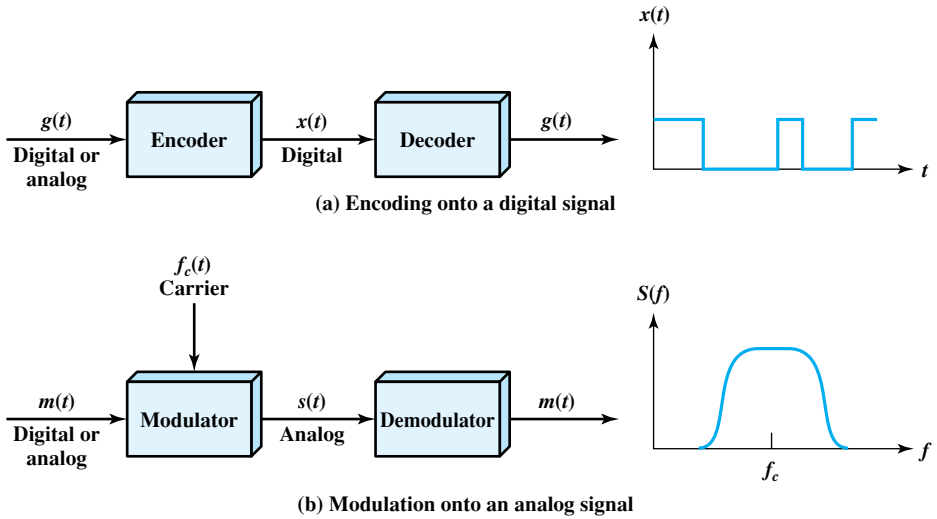 x(t)
g(t)
Digital or
analog
Encoder
x(t)
Digital
Decoder
g(t)
t
(a) Encoding onto a digital signal
f_c(t)
Carrier
S(f)
m(t)
Digital or
analog
Modulator
s(t)
Analog
Demodulator
m(t)
f
f_c
(b) Modulation onto an analog signal